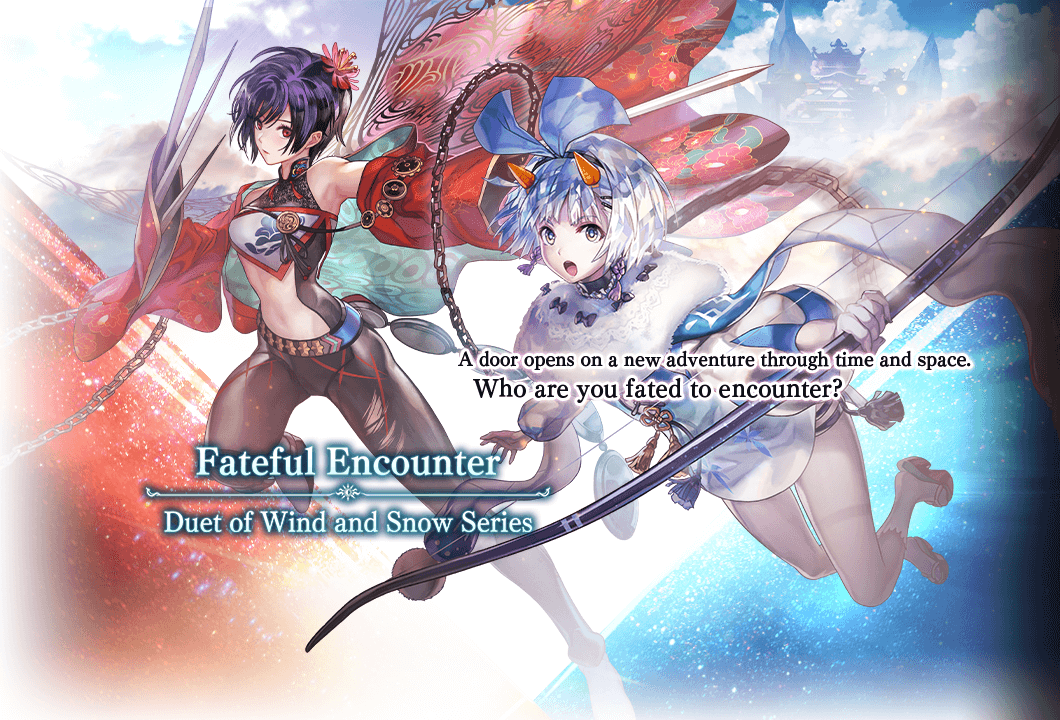 A door opens on a new adventure through time and space.
Who are you fated to encounter?
Fateful Encounter
Duet of Wind and Snow Series